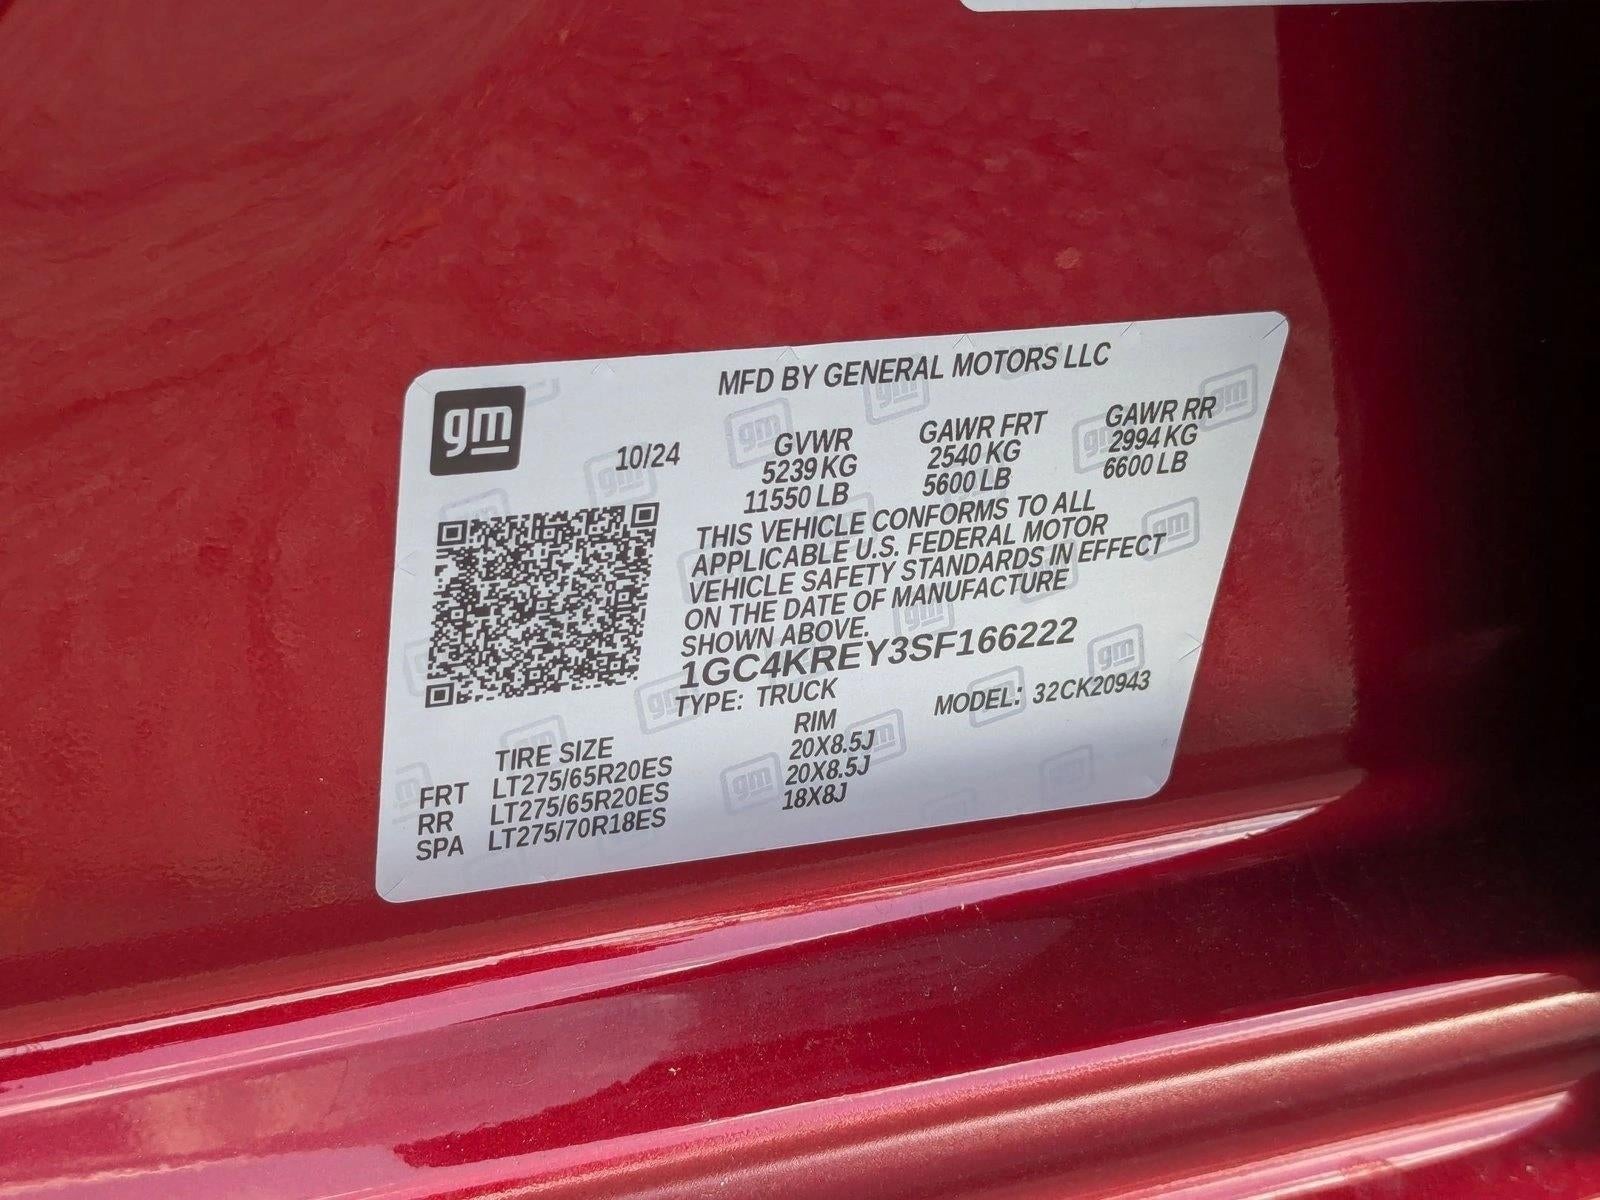 gm
MFD BY GENERAL MOTORS LLC
10/24
GVWR GAWR FRT GAWR RR
5239 KG 2540 KG 2994 KG
11550 LB 5600 LB 6600 LB
THIS VEHICLE CONFORMS TO ALL
APPLICABLE U.S. FEDERAL MOTOR
VEHICLE SAFETY STANDARDS IN EFFECT
ON THE DATE OF MANUFACTURE
SHOWN ABOVE.
1GC4KREY3SF166222
TYPE: TRUCK MODEL: 32CK20943
TIRE SIZE RIM
FRT LT275/65R20ES 20X8.5J
RR LT275/65R20ES 20X8.5J
SPA LT275/70R18ES 18X8J